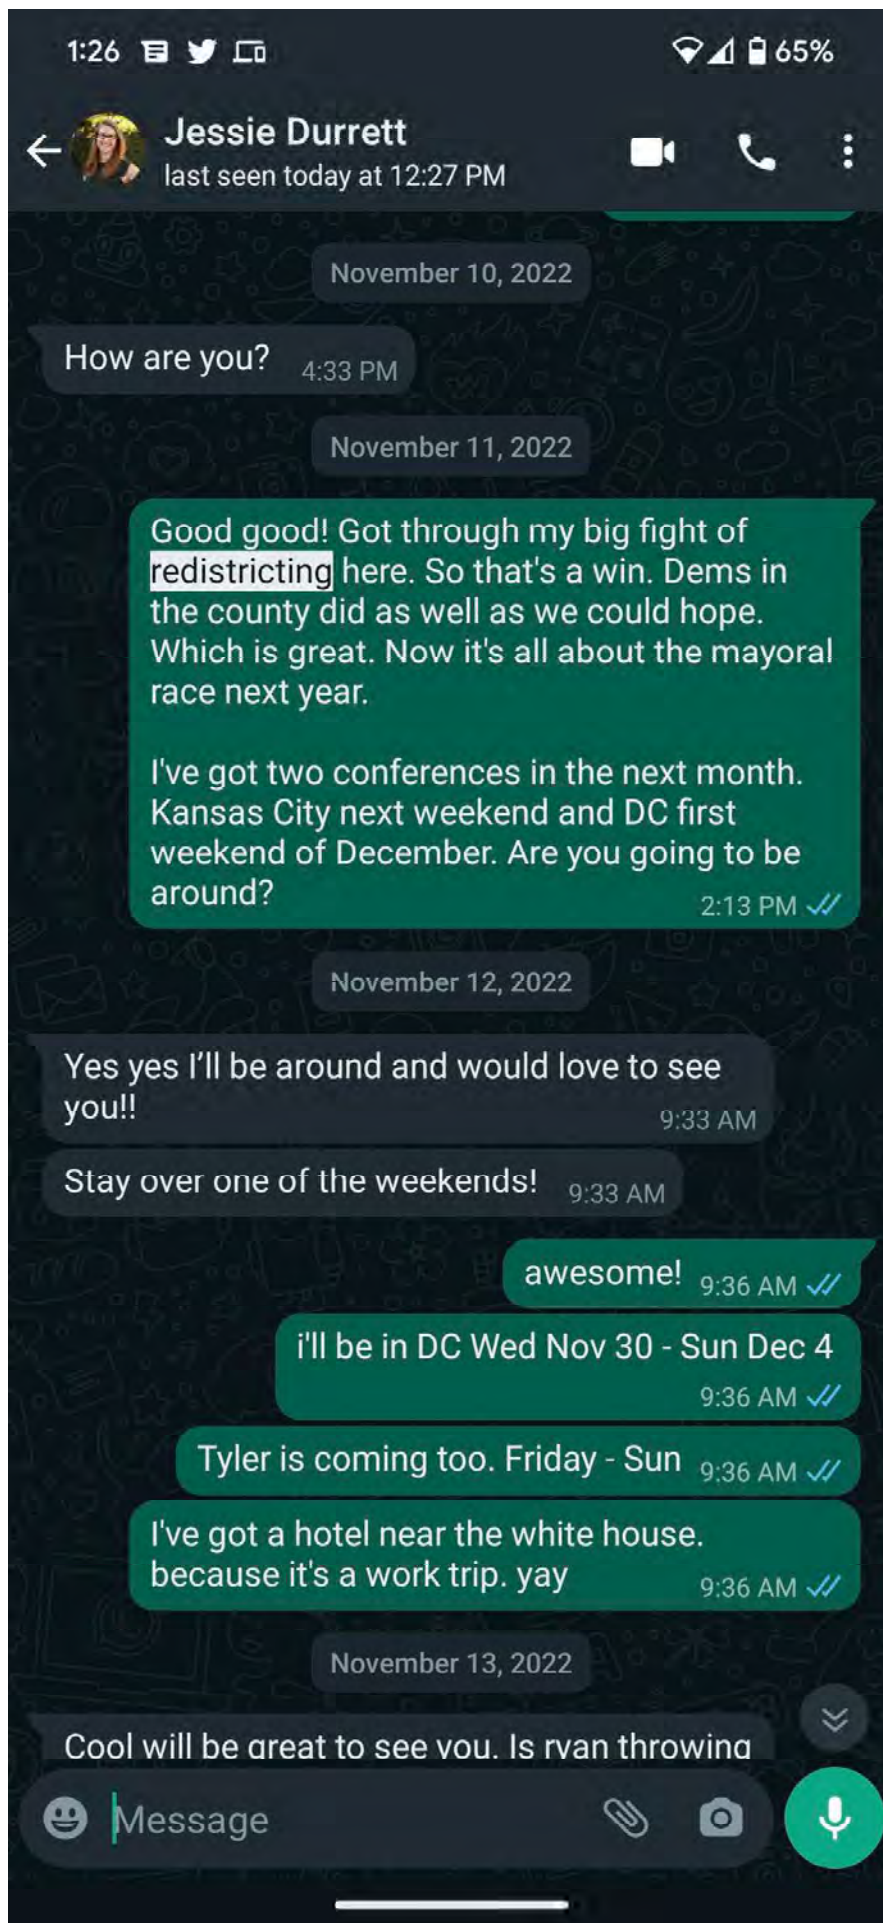 1:26 65%
Jessie Durrett
last seen today at 12:27 PM
November 10, 2022
How are you? 4:33 PM
November 11, 2022
Good good! Got through my big fight of
redistricting here. So that's a win. Dems in
the county did as well as we could hope.
Which is great. Now it's all about the mayoral
race next year.
I've got two conferences in the next month.
Kansas City next weekend and DC first
weekend of December. Are you going to be
around?
2:13 PM
November 12, 2022
Yes yes I’ll be around and would love to see
you!!
9:33 AM
Stay over one of the weekends! 9:33 AM
awesome! 9:36 AM
i'll be in DC Wed Nov 30 - Sun Dec 4
9:36 AM
Tyler is coming too. Friday - Sun 9:36 AM
I've got a hotel near the white house.
because it's a work trip. yay
9:36 AM
November 13, 2022
Cool will be great to see you. Is ryan throwing
Message